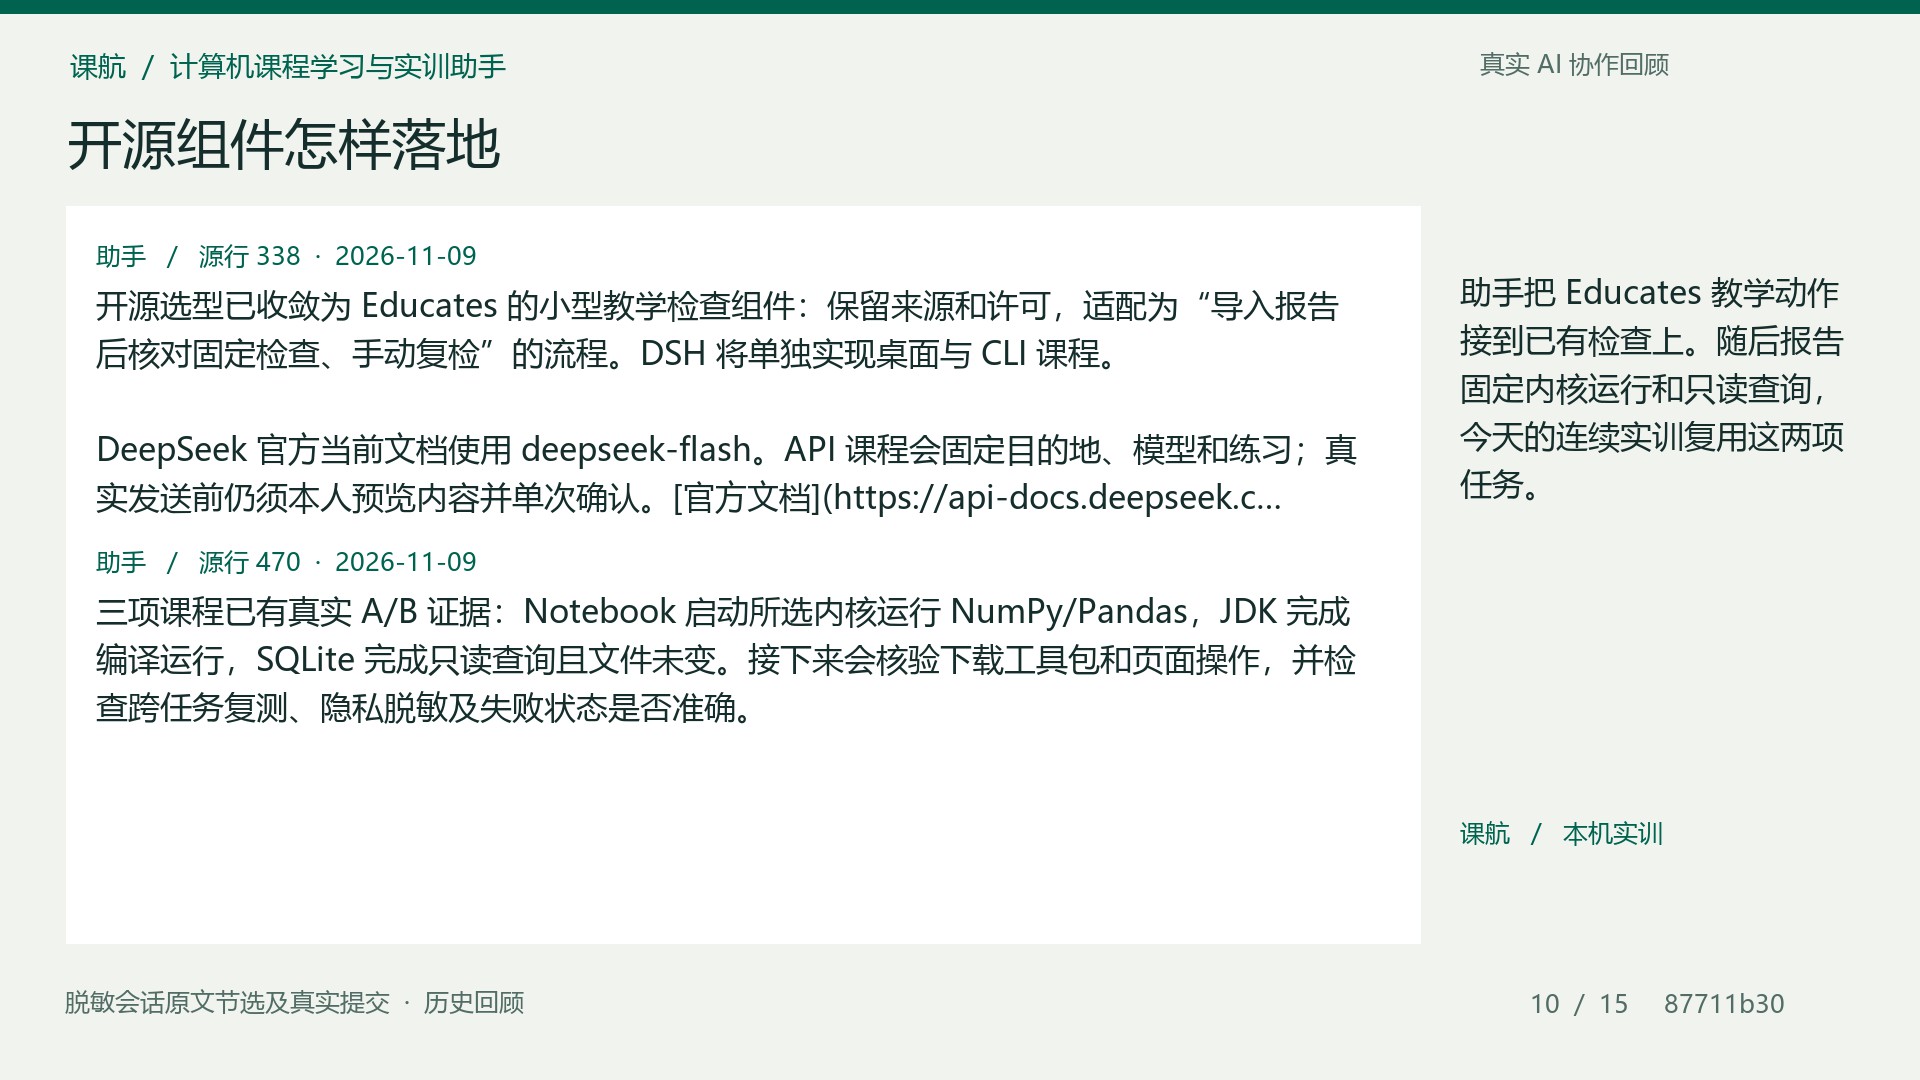 课航 / 计算机课程学习与实训助手
真实 AI 协作回顾
开源组件怎样落地
助手 / 源行 338 · 2026-11-09
开源选型已收敛为 Educates 的小型教学检查组件：保留来源和许可，适配为“导入报告
后核对固定检查、手动复检”的流程。DSH 将单独实现桌面与 CLI 课程。
DeepSeek 官方当前文档使用 deepseek-flash。API 课程会固定目的地、模型和练习；真
实发送前仍须本人预览内容并单次确认。[官方文档](https://api-docs.deepseek.c…
助手 / 源行 470 · 2026-11-09
三项课程已有真实 A/B 证据：Notebook 启动所选内核运行 NumPy/Pandas，JDK 完成
编译运行，SQLite 完成只读查询且文件未变。接下来会核验下载工具包和页面操作，并检
查跨任务复测、隐私脱敏及失败状态是否准确。
助手把 Educates 教学动作
接到已有检查上。随后报告
固定内核运行和只读查询，
今天的连续实训复用这两项
任务。
课航 / 本机实训
脱敏会话原文节选及真实提交 · 历史回顾
10 / 15 87711b30